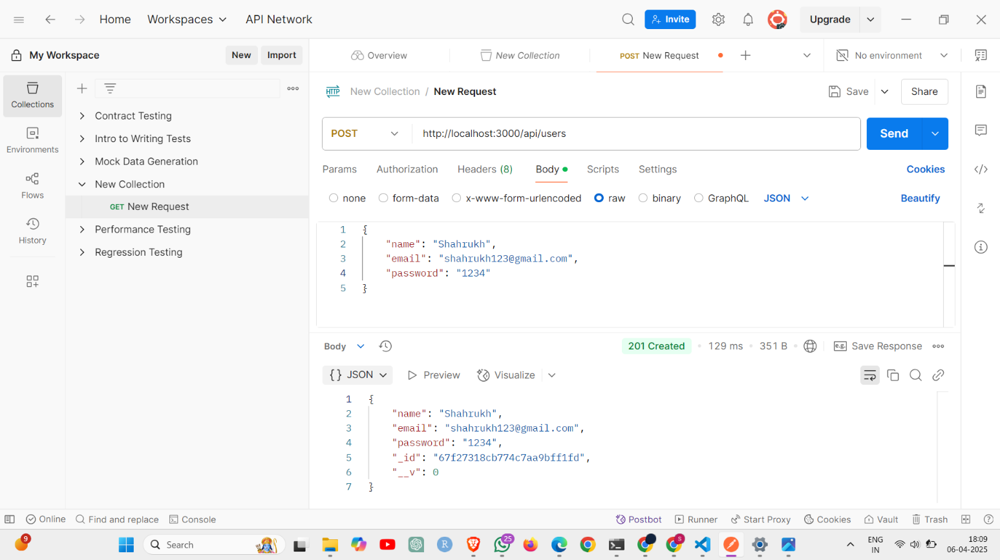 Home
Workspaces
API Network
Invite
Upgrade
My Workspace
New
Import
Overview
New Collection
POST New Request
No environment
Collections
Environments
Flows
History
Contract Testing
Intro to Writing Tests
Mock Data Generation
New Collection
GET New Request
Performance Testing
Regression Testing
HTTP
New Collection / New Request
Save
Share
POST
http://localhost:3000/api/users
Send
Params
Authorization
Headers (8)
Body
Scripts
Settings
Cookies
none
form-data
x-www-form-urlencoded
raw
binary
GraphQL
JSON
Beautify
1 {
2 "name": "Shahrukh",
3 "email": "shahrukh123@gmail.com",
4 "password": "1234"
5 }
Body
201 Created
129 ms
351 B
e.g.
Save Response
{} JSON
Preview
Visualize
1 {
2 "name": "Shahrukh",
3 "email": "shahrukh123@gmail.com",
4 "password": "1234",
5 "_id": "67f27318cb774c7aa9bff1fd",
6 "__v": 0
7 }
Online
Find and replace
Console
Postbot
Runner
Start Proxy
Cookies
Vault
Trash
9
Search
R
25
S
ENG
IN
18:09
06-04-2025